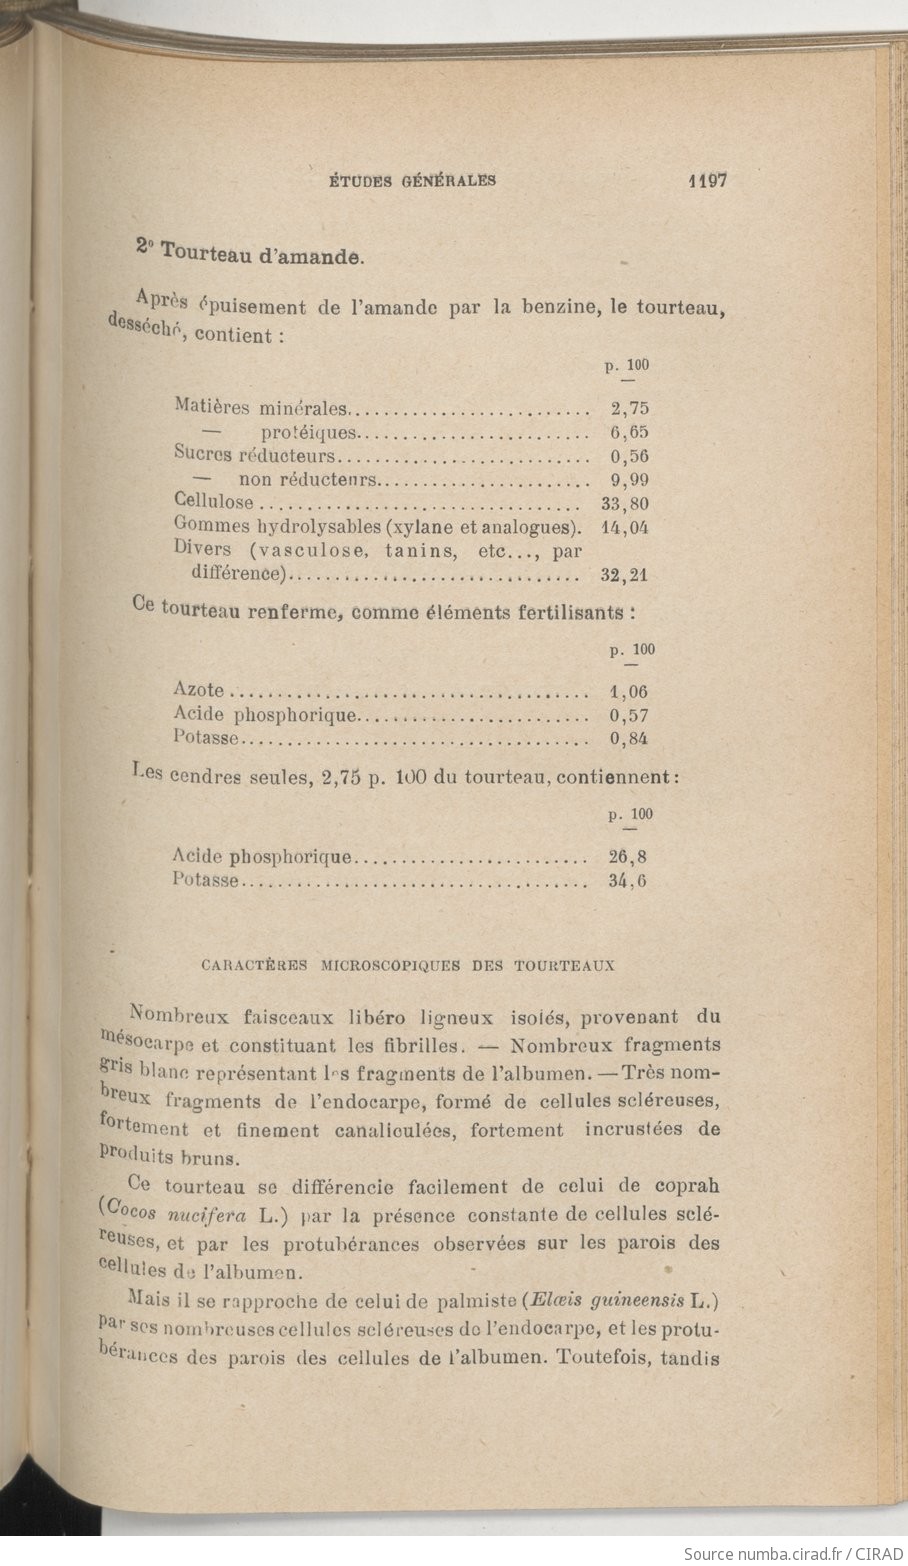 ÉTUDES GÉNÉRALES 1197
2° Tourteau d'amande.
Après épuisement de l'amande par la benzine, le tourteau,
desséché, contient :
p. 100
Matières minérales........................... 2,75
— protéiques......................... 6,65
Sucres réducteurs............................ 0,56
— non réducteurs....................... 9,99
Cellulose .................................. 33,80
Gommes hydrolysables (xylane et analogues). 14,04
Divers (vasculose, tanins, etc..., par
différence)............................... 32,21
Ce tourteau renferme, comme éléments fertilisants :
p. 100
Azote ...................................... 1,06
Acide phosphorique......................... 0,57
Potasse..................................... 0,84
Les cendres seules, 2,75 p. 100 du tourteau, contiennent :
p. 100
Acide phosphorique......................... 26,8
Potasse..................................... 34,6
CARACTÈRES MICROSCOPIQUES DES TOURTEAUX
Nombreux faisceaux libéro ligneux isolés, provenant du
mésocarpe et constituant les fibrilles. — Nombreux fragments
gris blanc représentant les fragments de l'albumen. — Très nom-
breux fragments de l'endocarpe, formé de cellules scléreuses,
fortement et finement canaliculées, fortement incrustées de
produits bruns.
Ce tourteau se différencie facilement de celui de coprah
(Cocos nucifera L.) par la présence constante de cellules sclé-
reuses, et par les protubérances observées sur les parois des
cellules de l'albumen.
Mais il se rapproche de celui de palmiste (Elæis guineensis L.)
par ses nombreuses cellules scléreuses de l'endocarpe, et les protu-
bérances des parois des cellules de l'albumen. Toutefois, tandis
Source numba.cirad.fr / CIRAD